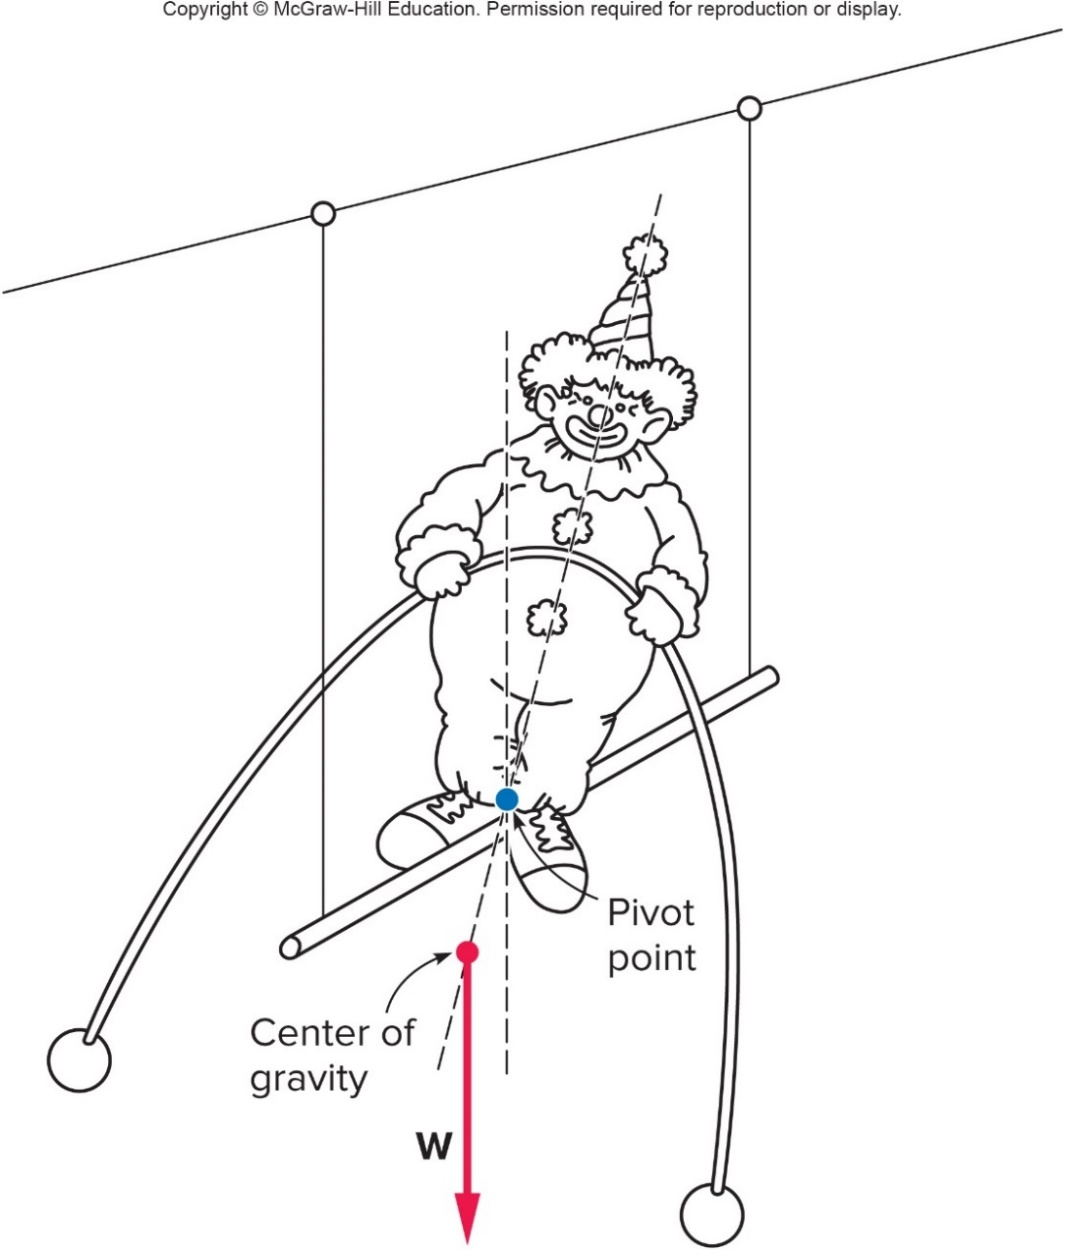 Copyright © McGraw-Hill Education. Permission required for reproduction or display.
Pivot
point
Center of
gravity
W